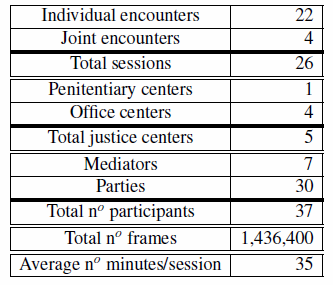 Individual encounters 22
Joint encounters 4
Total sessions 26
Penitentiary centers 1
Office centers 4
Total justice centers 5
Mediators 7
Parties 30
Total nº participants 37
Total nº frames 1,436,400
Average nº minutes/session 35